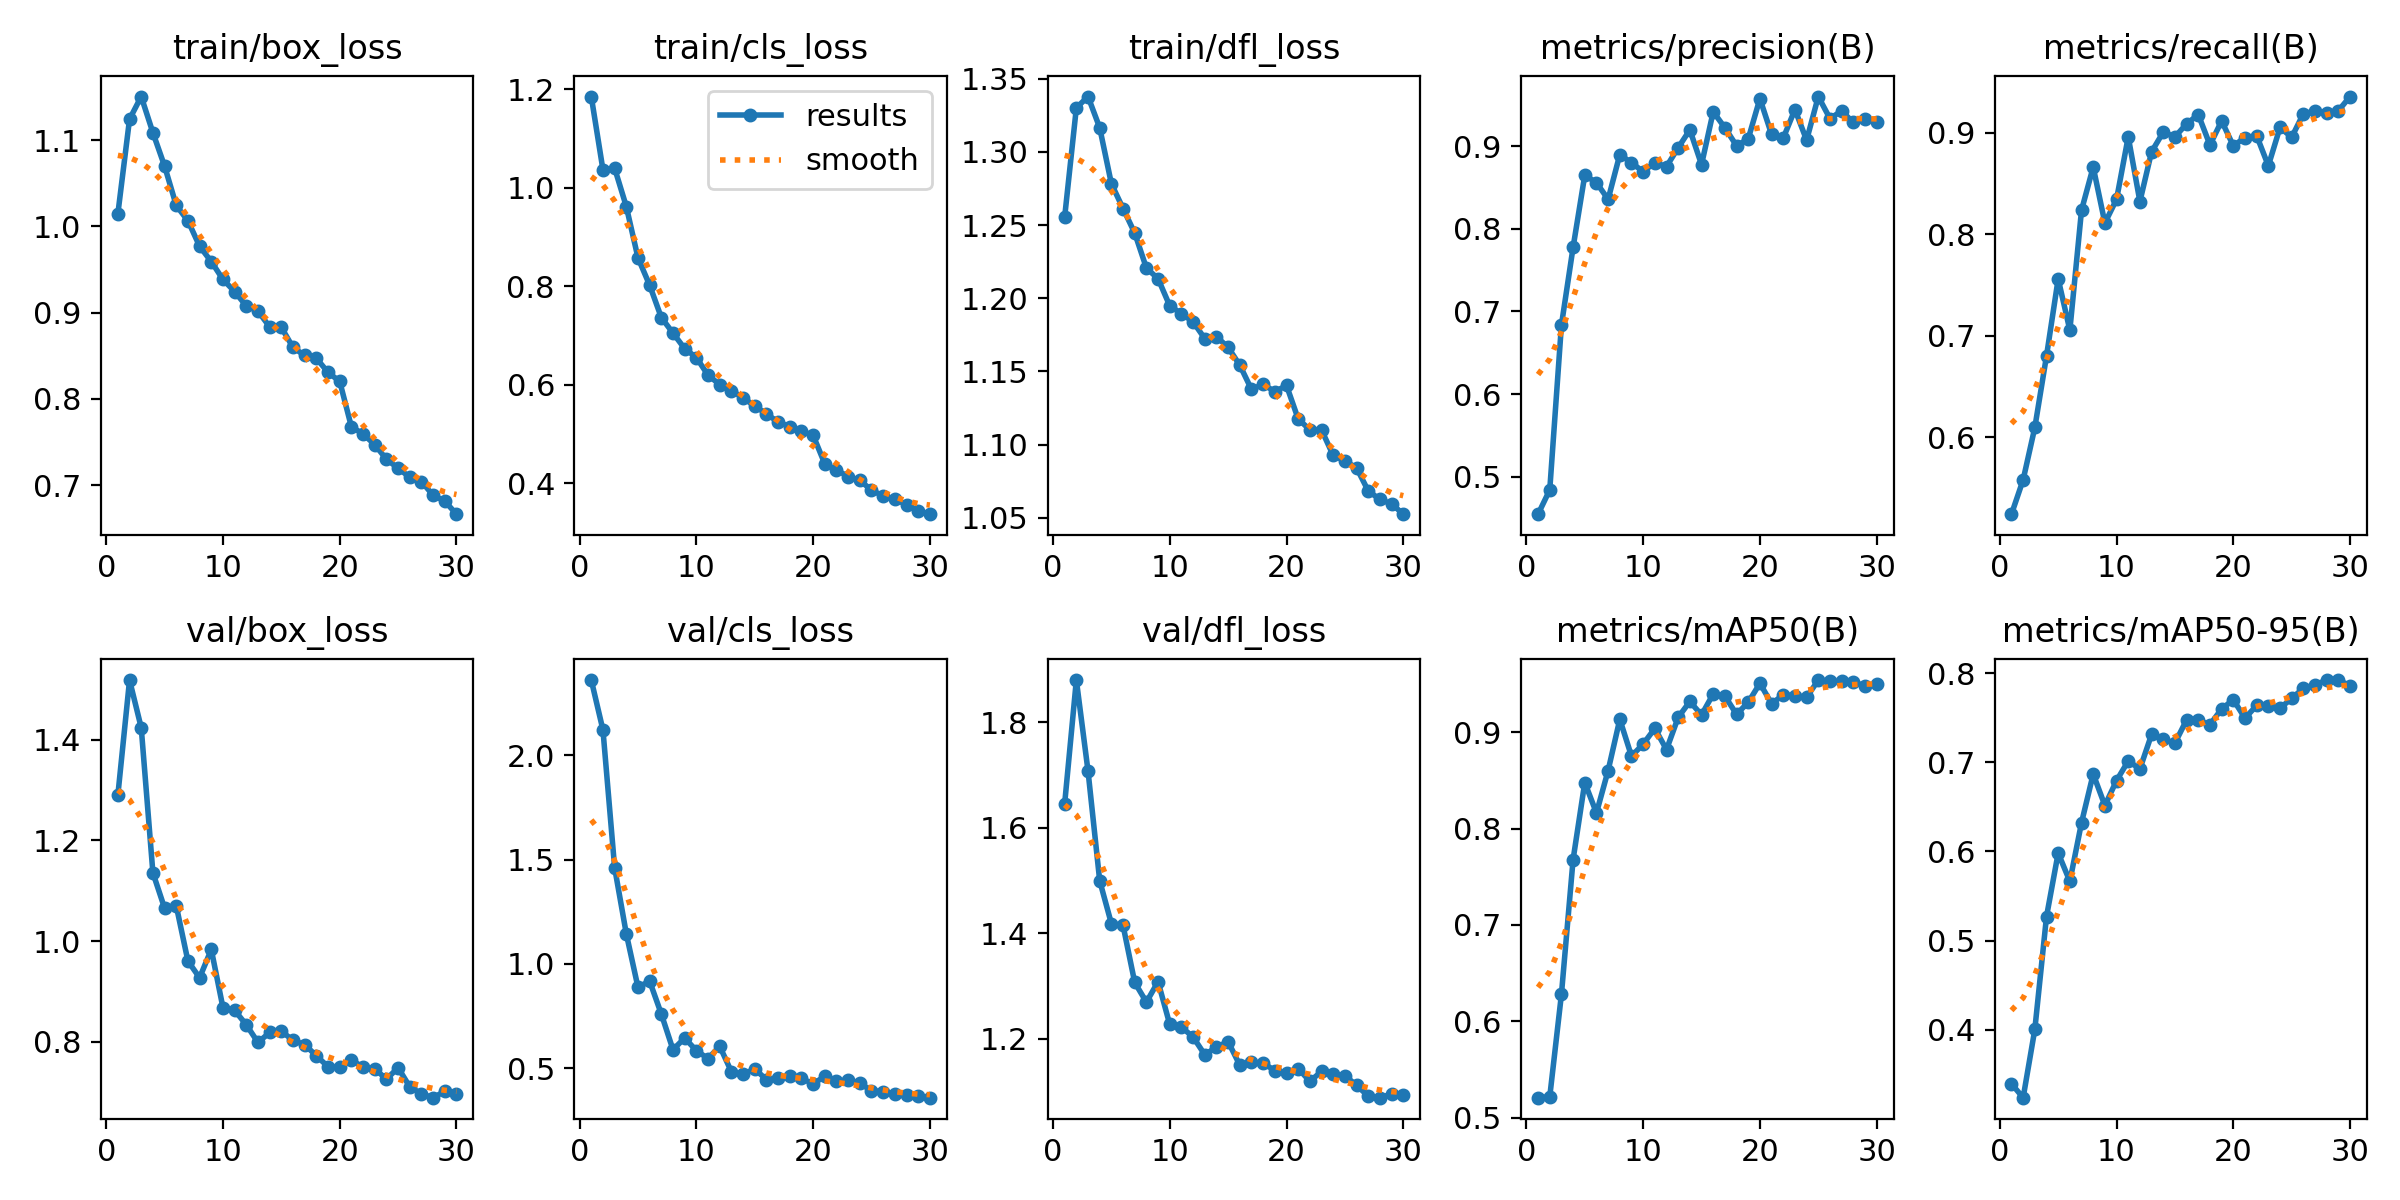 train/box_loss
train/cls_loss
train/dfl_loss
metrics/precision(B)
metrics/recall(B)
1.1
1.0
0.9
0.8
0.7
0 10 20 30
1.2
1.0
0.8
0.6
0.4
0 10 20 30
results
smooth
1.35
1.30
1.25
1.20
1.15
1.10
1.05
0 10 20 30
0.9
0.8
0.7
0.6
0.5
0 10 20 30
0.9
0.8
0.7
0.6
0 10 20 30
val/box_loss
val/cls_loss
val/dfl_loss
metrics/mAP50(B)
metrics/mAP50-95(B)
1.4
1.2
1.0
0.8
0 10 20 30
2.0
1.5
1.0
0.5
0 10 20 30
1.8
1.6
1.4
1.2
0 10 20 30
0.9
0.8
0.7
0.6
0.5
0 10 20 30
0.8
0.7
0.6
0.5
0.4
0 10 20 30